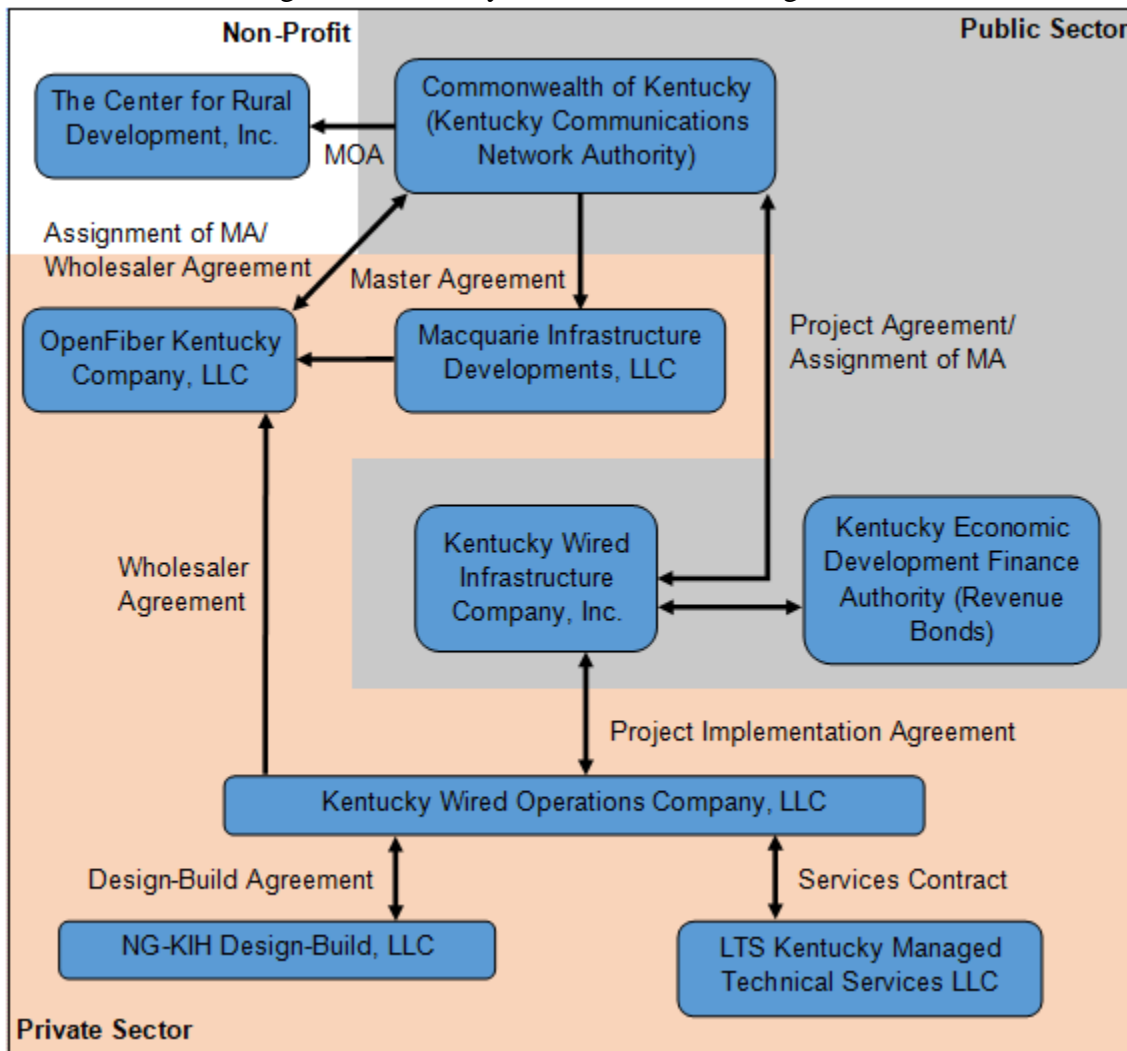 Non-Profit
Public Sector
The Center for Rural
Development, Inc.
Commonwealth of Kentucky
(Kentucky Communications
Network Authority)
MOA
Assignment of MA/
Wholesaler Agreement
Master Agreement
OpenFiber Kentucky
Company, LLC
Macquarie Infrastructure
Developments, LLC
Project Agreement/
Assignment of MA
Kentucky Wired
Infrastructure
Company, Inc.
Kentucky Economic
Development Finance
Authority (Revenue
Bonds)
Wholesaler
Agreement
Project Implementation Agreement
Kentucky Wired Operations Company, LLC
Design-Build Agreement
Services Contract
NG-KIH Design-Build, LLC
LTS Kentucky Managed
Technical Services LLC
Private Sector